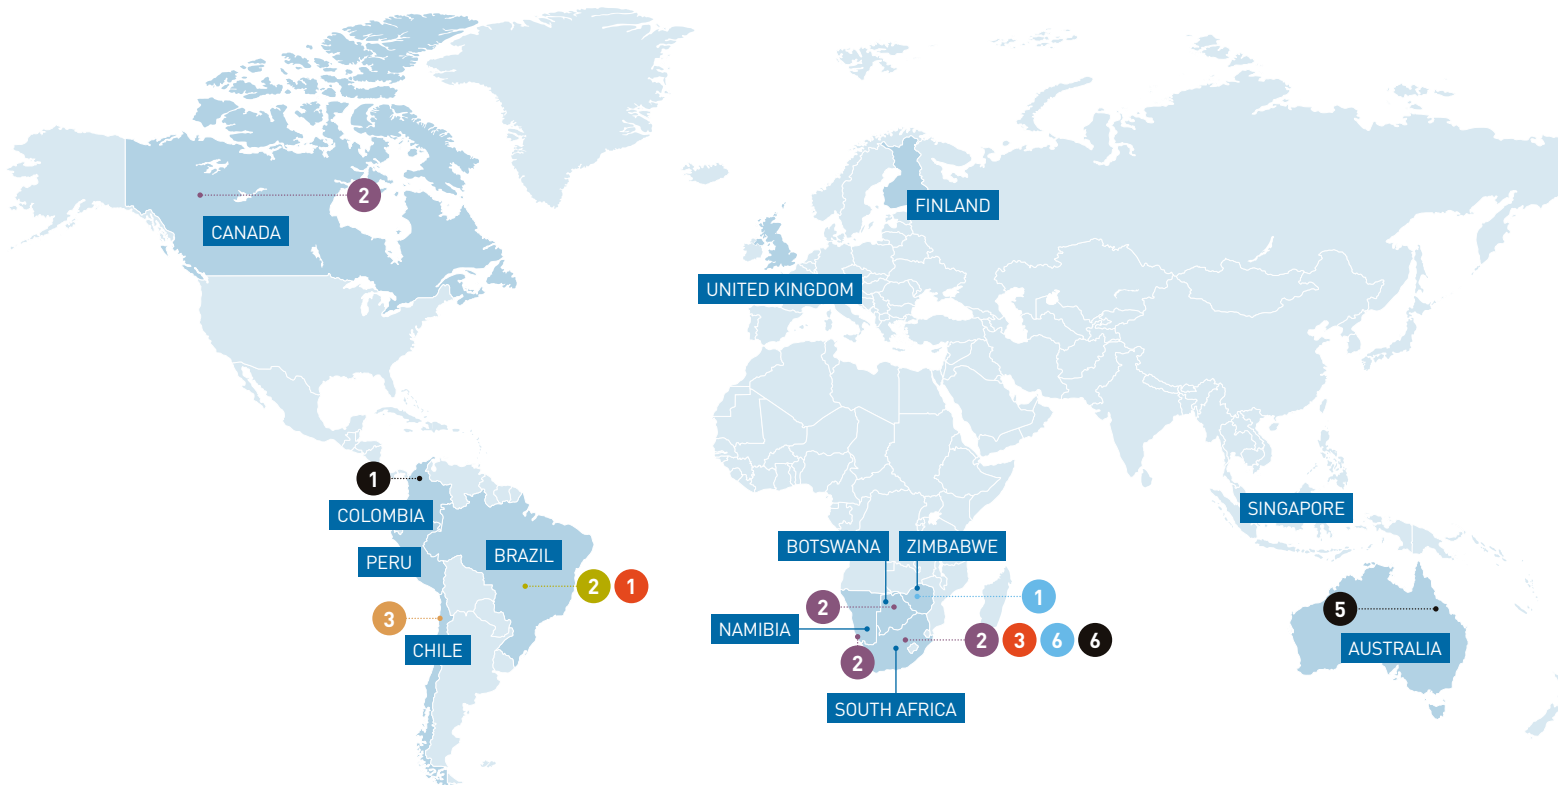 2
CANADA
FINLAND
UNITED KINGDOM
1
COLOMBIA
PERU
BRAZIL
2 1
3
CHILE
SINGAPORE
BOTSWANA
ZIMBABWE
1
2
NAMIBIA
2 3 6 6
2
SOUTH AFRICA
5
AUSTRALIA